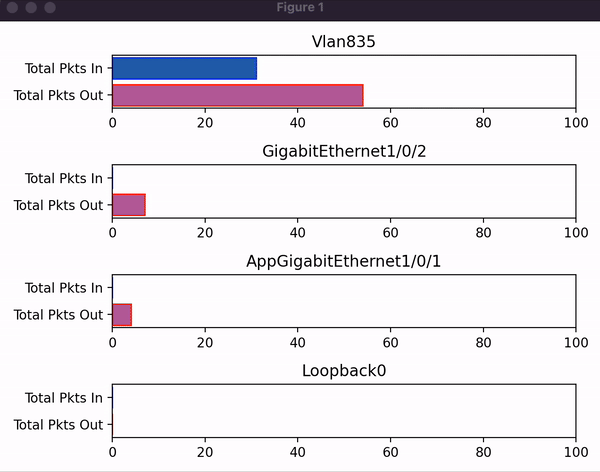 Figure 1
Vlan835
Total Pkts In
Total Pkts Out
0 20 40 60 80 100
GigabitEthernet1/0/2
Total Pkts In
Total Pkts Out
0 20 40 60 80 100
AppGigabitEthernet1/0/1
Total Pkts In
Total Pkts Out
0 20 40 60 80 100
Loopback0
Total Pkts In
Total Pkts Out
0 20 40 60 80 100